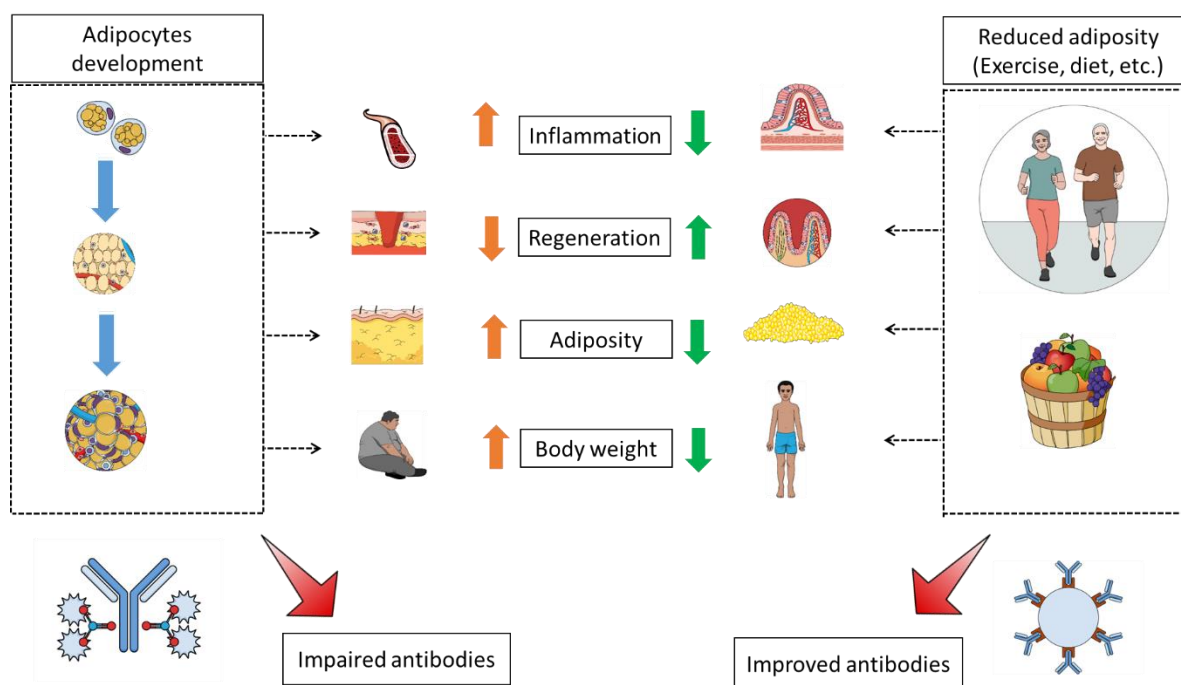 Adipocytes
development
Reduced adiposity
(Exercise, diet, etc.)
Inflammation
Regeneration
Adiposity
Body weight
Impaired antibodies
Improved antibodies